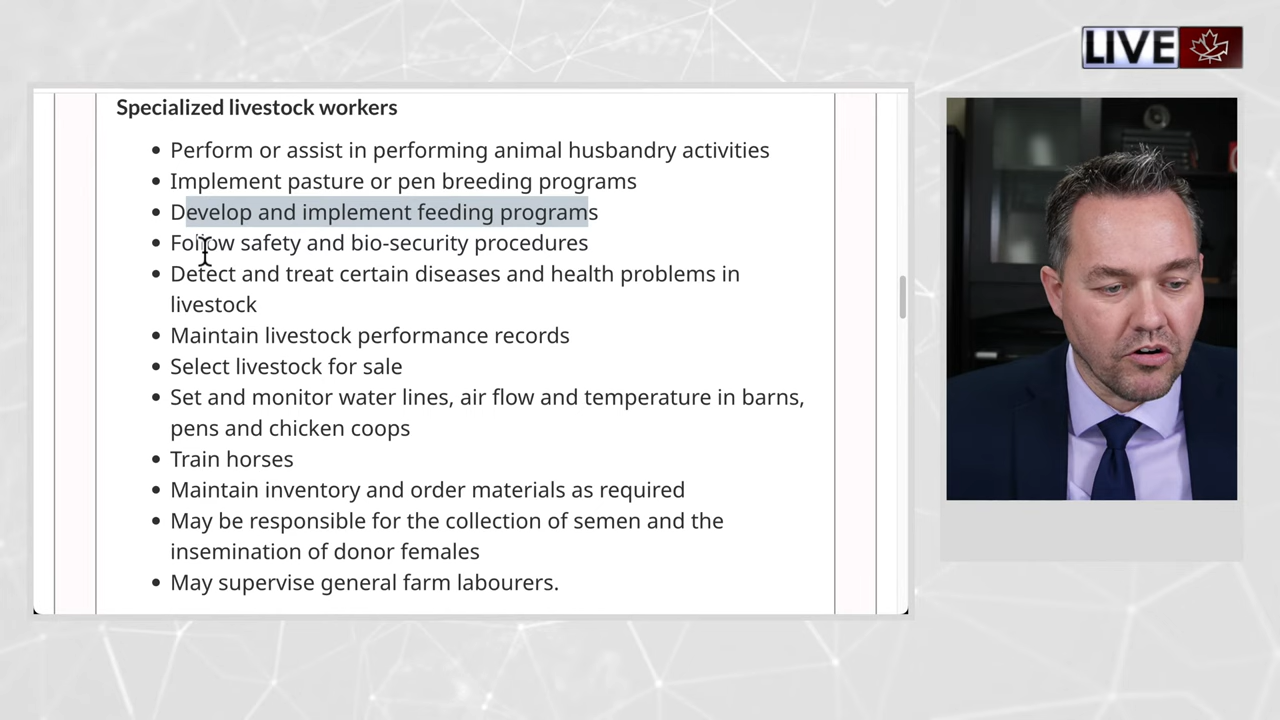 LIVE
Specialized livestock workers
• Perform or assist in performing animal husbandry activities
• Implement pasture or pen breeding programs
• Develop and implement feeding programs
• Follow safety and bio-security procedures
• Detect and treat certain diseases and health problems in
livestock
• Maintain livestock performance records
• Select livestock for sale
• Set and monitor water lines, air flow and temperature in barns,
pens and chicken coops
• Train horses
• Maintain inventory and order materials as required
• May be responsible for the collection of semen and the
insemination of donor females
• May supervise general farm labourers.